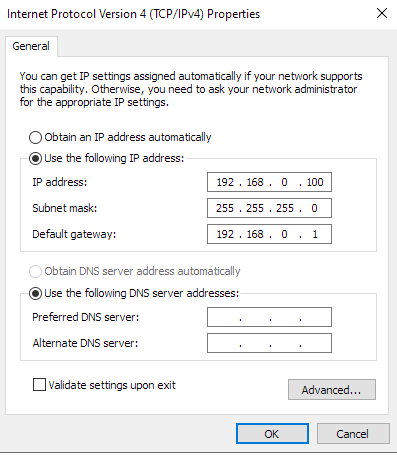 Internet Protocol Version 4 (TCP/IPv4) Properties
General
You can get IP settings assigned automatically if your network supports
this capability. Otherwise, you need to ask your network administrator
for the appropriate IP settings.
Obtain an IP address automatically
Use the following IP address:
IP address: 192 . 168 . 0 . 100
Subnet mask: 255 . 255 . 255 . 0
Default gateway: 192 . 168 . 0 . 1
Obtain DNS server address automatically
Use the following DNS server addresses:
Preferred DNS server: . . .
Alternate DNS server: . . .
Validate settings upon exit
Advanced...
OK Cancel